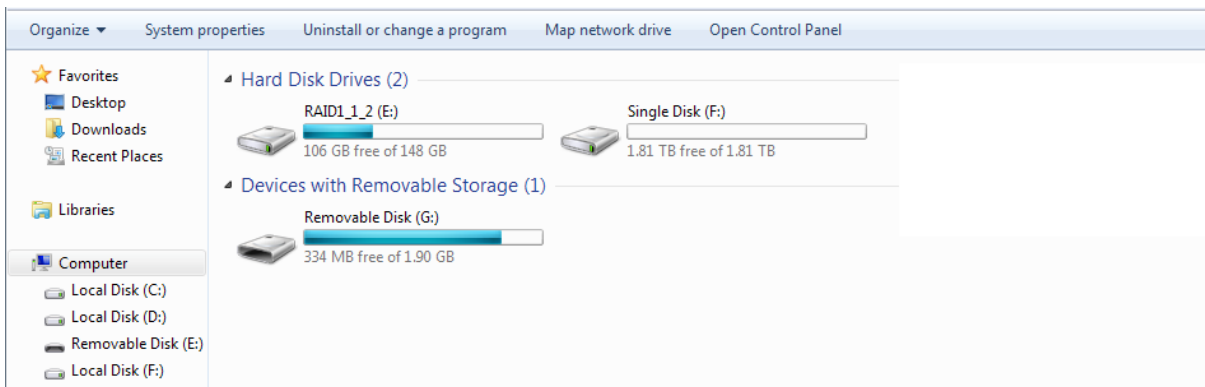 Organize System properties Uninstall or change a program Map network drive Open Control Panel
Favorites
Desktop
Downloads
Recent Places
Libraries
Computer
Local Disk (C:)
Local Disk (D:)
Removable Disk (E:)
Local Disk (F:)
Hard Disk Drives (2)
RAID1_1_2 (E:)
106 GB free of 148 GB
Single Disk (F:)
1.81 TB free of 1.81 TB
Devices with Removable Storage (1)
Removable Disk (G:)
334 MB free of 1.90 GB